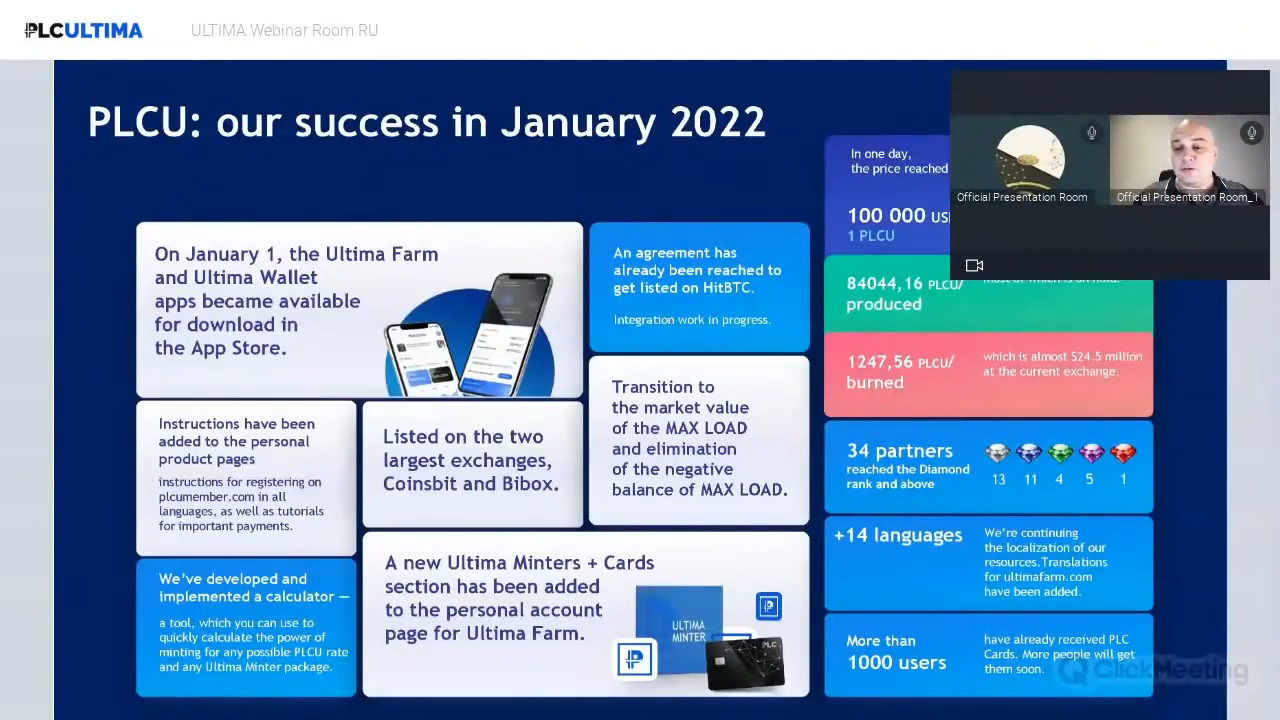 PLCULTIMA
ULTIMA Webinar Room RU
PLCU: our success in January 2022
On January 1, the Ultima Farm
and Ultima Wallet
apps became available
for download in
the App Store.
An agreement has
already been reached to
get listed on HitBTC.
Integration work in progress.
Instructions have been
added to the personal
product pages
instructions for registering on
plcumember.com in all
languages, as well as tutorials
for important payments.
Listed on the two
largest exchanges,
Coinsbit and Bibox.
Transition to
the market value
of the MAX LOAD
and elimination
of the negative
balance of MAX LOAD.
We've developed and
implemented a calculator —
a tool, which you can use to
quickly calculate the power of
minting for any possible PLCU rate
and any Ultima Minter package.
A new Ultima Minters + Cards
section has been added
to the personal account
page for Ultima Farm.
ULTIMA
MINTER
PLC
In one day,
the price reached
100 000
1 PLCU
84044,16 PLCU/
produced
most of which is on hold.
1247,56 PLCU/
burned
which is almost $24.5 million
at the current exchange.
34 partners
reached the Diamond
rank and above
13 11 4 5 1
+14 languages
We're continuing
the localization of our
resources. Translations
for ultimafarm.com
have been added.
More than
1000 users
have already received PLC
Cards. More people will get
them soon.
Official Presentation Room
Official Presentation Room_1
ClickMeeting